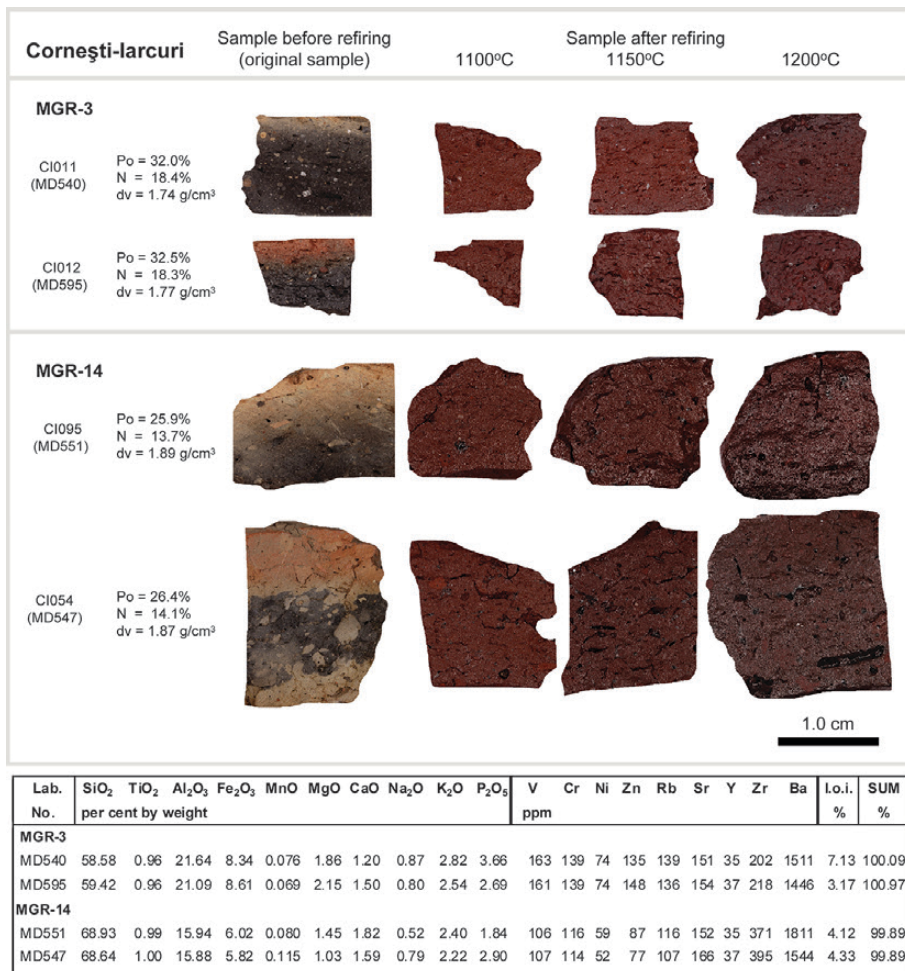 Corneşti-Iarcuri
Sample before refiring
(original sample)
Sample after refiring
1100°C 1150°C 1200°C
MGR-3
CI011
(MD540)
Po = 32.0%
N = 18.4%
dv = 1.74 g/cm³
CI012
(MD595)
Po = 32.5%
N = 18.3%
dv = 1.77 g/cm³
MGR-14
CI095
(MD551)
Po = 25.9%
N = 13.7%
dv = 1.89 g/cm³
CI054
(MD547)
Po = 26.4%
N = 14.1%
dv = 1.87 g/cm³
1.0 cm
Lab. SiO₂ TiO₂ Al₂O₃ Fe₂O₃ MnO MgO CaO Na₂O K₂O P₂O₅ V Cr Ni Zn Rb Sr Y Zr Ba l.o.i. SUM
No. per cent by weight ppm % %
MGR-3
MD540 58.58 0.96 21.64 8.34 0.076 1.86 1.20 0.87 2.82 3.66 163 139 74 135 139 151 35 202 1511 7.13 100.09
MD595 59.42 0.96 21.09 8.61 0.069 2.15 1.50 0.80 2.54 2.69 161 139 74 148 136 154 37 218 1446 3.17 100.97
MGR-14
MD551 68.93 0.99 15.94 6.02 0.080 1.45 1.82 0.52 2.40 1.84 106 116 59 87 116 152 35 371 1811 4.12 99.89
MD547 68.64 1.00 15.88 5.82 0.115 1.03 1.59 0.79 2.22 2.90 107 114 52 77 107 166 37 395 1544 4.33 99.89